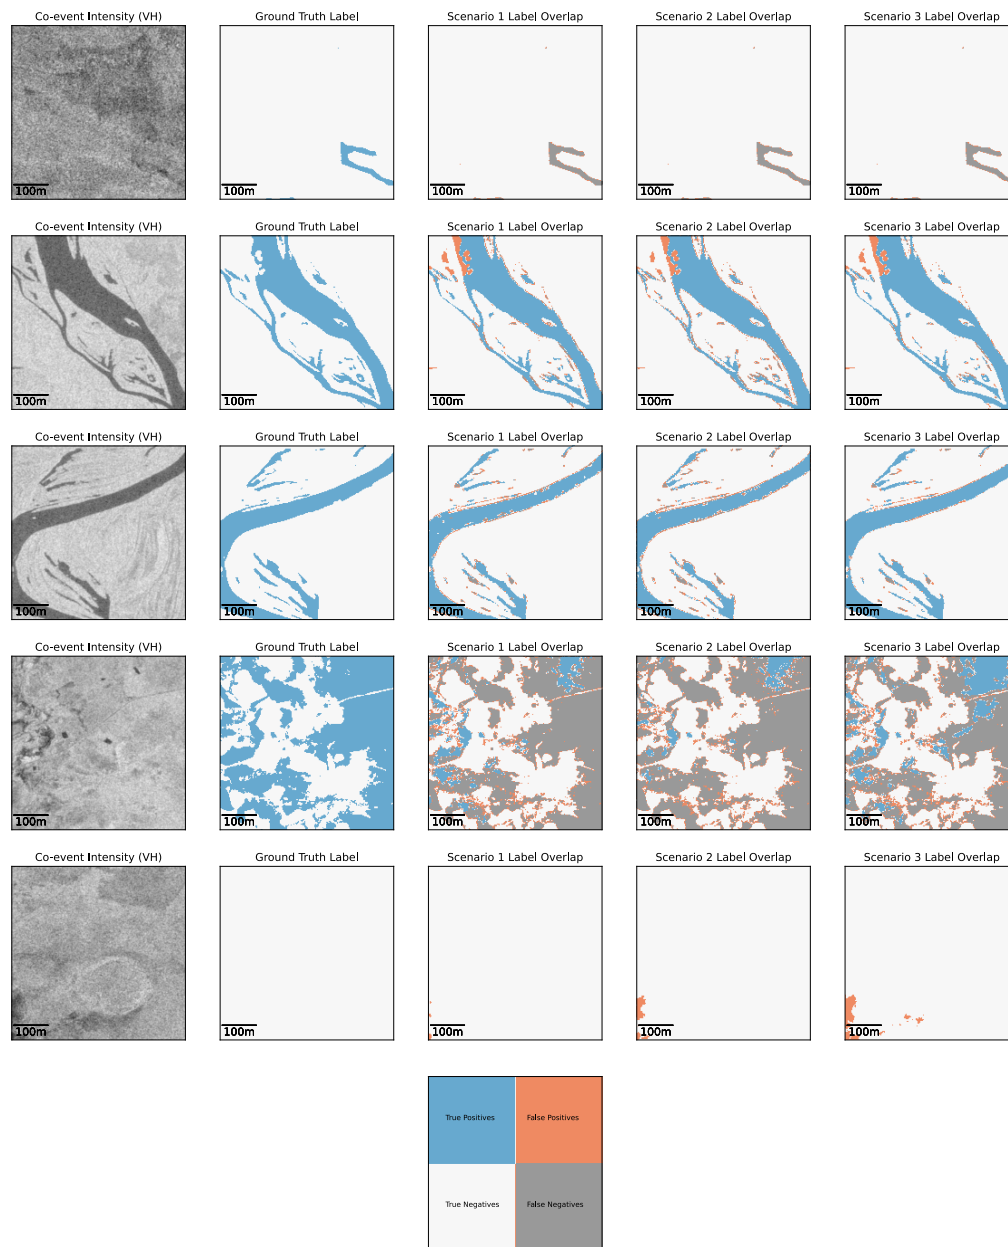 Co-event Intensity (VH) Ground Truth Label Scenario 1 Label Overlap Scenario 2 Label Overlap Scenario 3 Label Overlap
100m 100m 100m 100m 100m
Co-event Intensity (VH) Ground Truth Label Scenario 1 Label Overlap Scenario 2 Label Overlap Scenario 3 Label Overlap
100m 100m 100m 100m 100m
Co-event Intensity (VH) Ground Truth Label Scenario 1 Label Overlap Scenario 2 Label Overlap Scenario 3 Label Overlap
100m 100m 100m 100m 100m
Co-event Intensity (VH) Ground Truth Label Scenario 1 Label Overlap Scenario 2 Label Overlap Scenario 3 Label Overlap
100m 100m 100m 100m 100m
Co-event Intensity (VH) Ground Truth Label Scenario 1 Label Overlap Scenario 2 Label Overlap Scenario 3 Label Overlap
100m 100m 100m 100m 100m
True Positives False Positives
True Negatives False Negatives